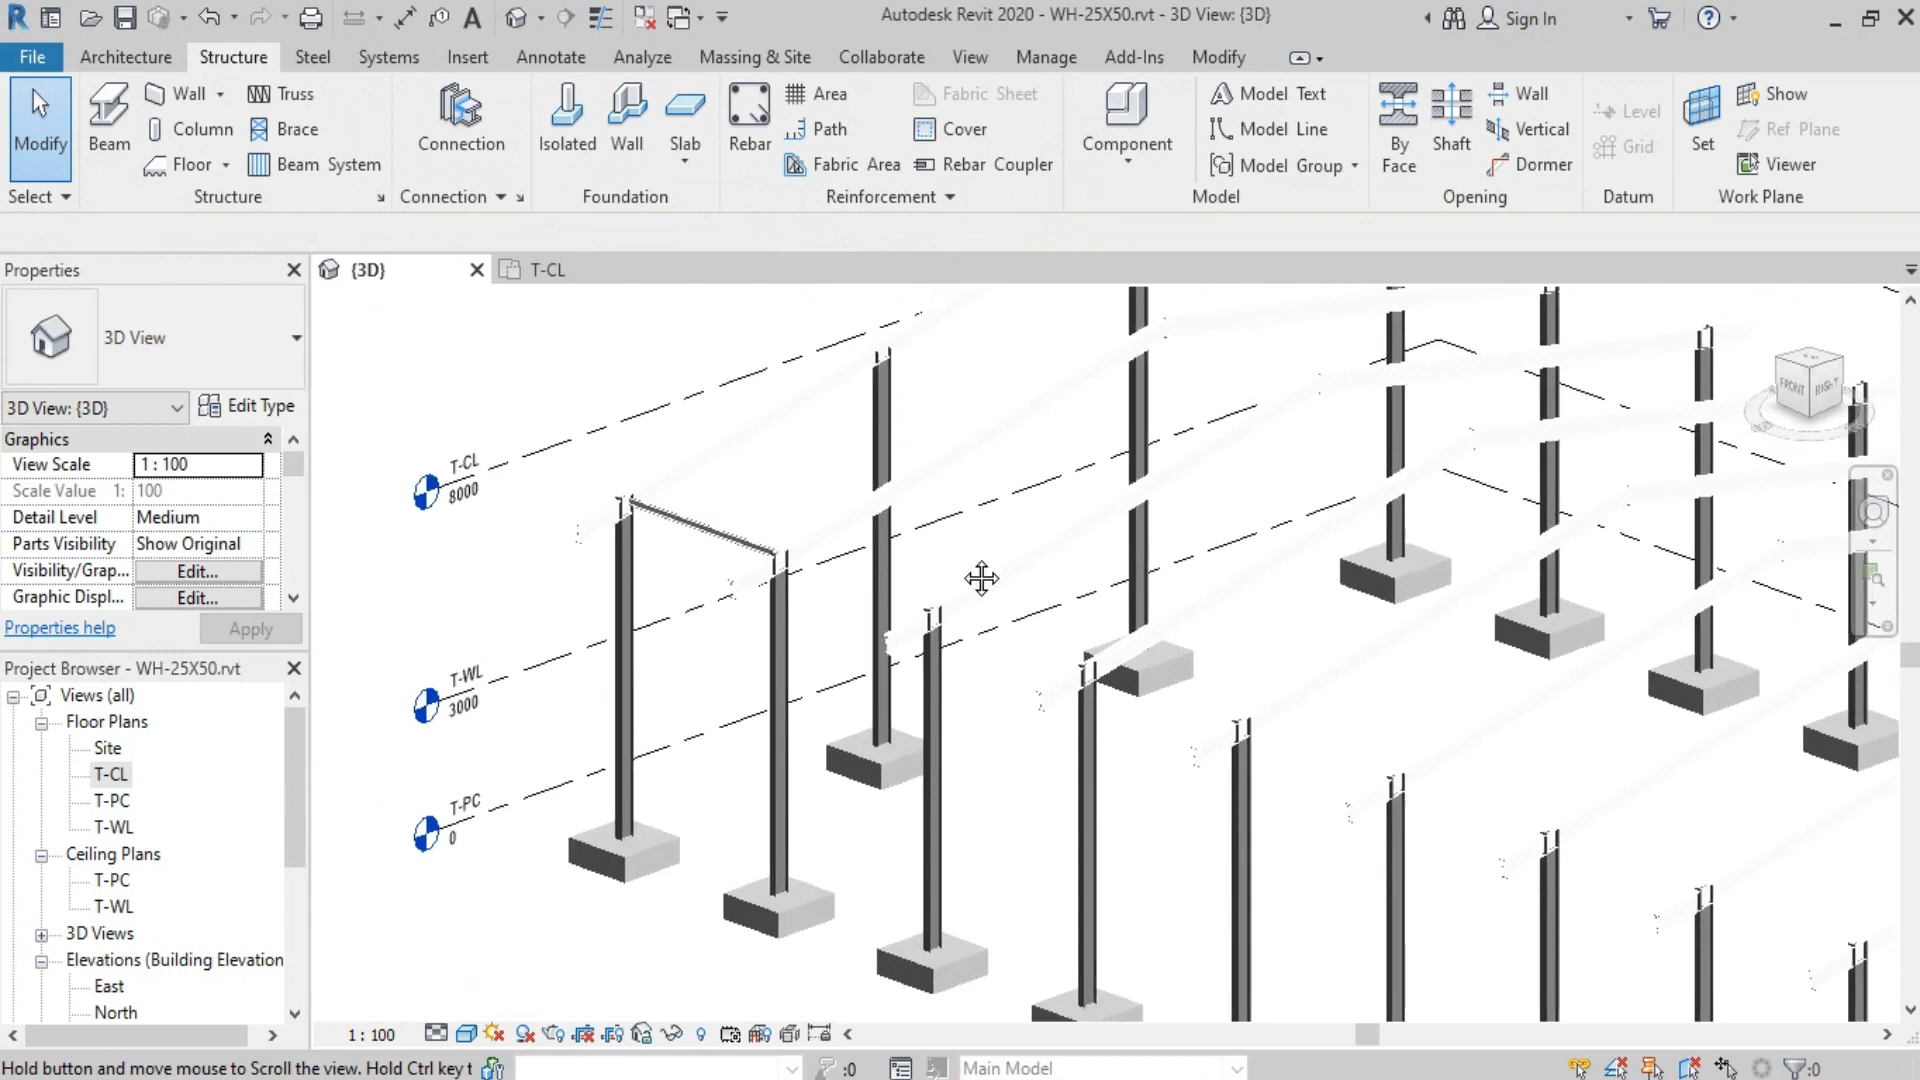 Autodesk Revit 2020 - WH-25X50.rvt - 3D View: {3D}
Sign In
File Architecture Structure Steel Systems Insert Annotate Analyze Massing & Site Collaborate View Manage Add-Ins Modify
Modify
Select
Beam
Wall
Column
Floor
Truss
Brace
Beam System
Structure
Connection
Connection
Isolated
Wall
Slab
Foundation
Rebar
Area
Path
Fabric Area
Fabric Sheet
Cover
Rebar Coupler
Reinforcement
Component
Model Text
Model Line
Model Group
Model
By Face
Shaft
Wall
Vertical
Dormer
Opening
Level
Grid
Datum
Set
Show
Ref Plane
Viewer
Work Plane
Properties
{3D}
T-CL
3D View
3D View: {3D}
Edit Type
Graphics
View Scale 1 : 100
Scale Value 1: 100
Detail Level Medium
Parts Visibility Show Original
Visibility/Grap... Edit...
Graphic Displ... Edit...
Properties help
Apply
Project Browser - WH-25X50.rvt
Views (all)
Floor Plans
Site
T-CL
T-PC
T-WL
Ceiling Plans
T-PC
T-WL
3D Views
Elevations (Building Elevation
East
North
T-CL
8000
T-WL
3000
T-PC
0
FRONT
RIGHT
1 : 100
Hold button and move mouse to Scroll the view. Hold Ctrl key t
:0
Main Model
:0